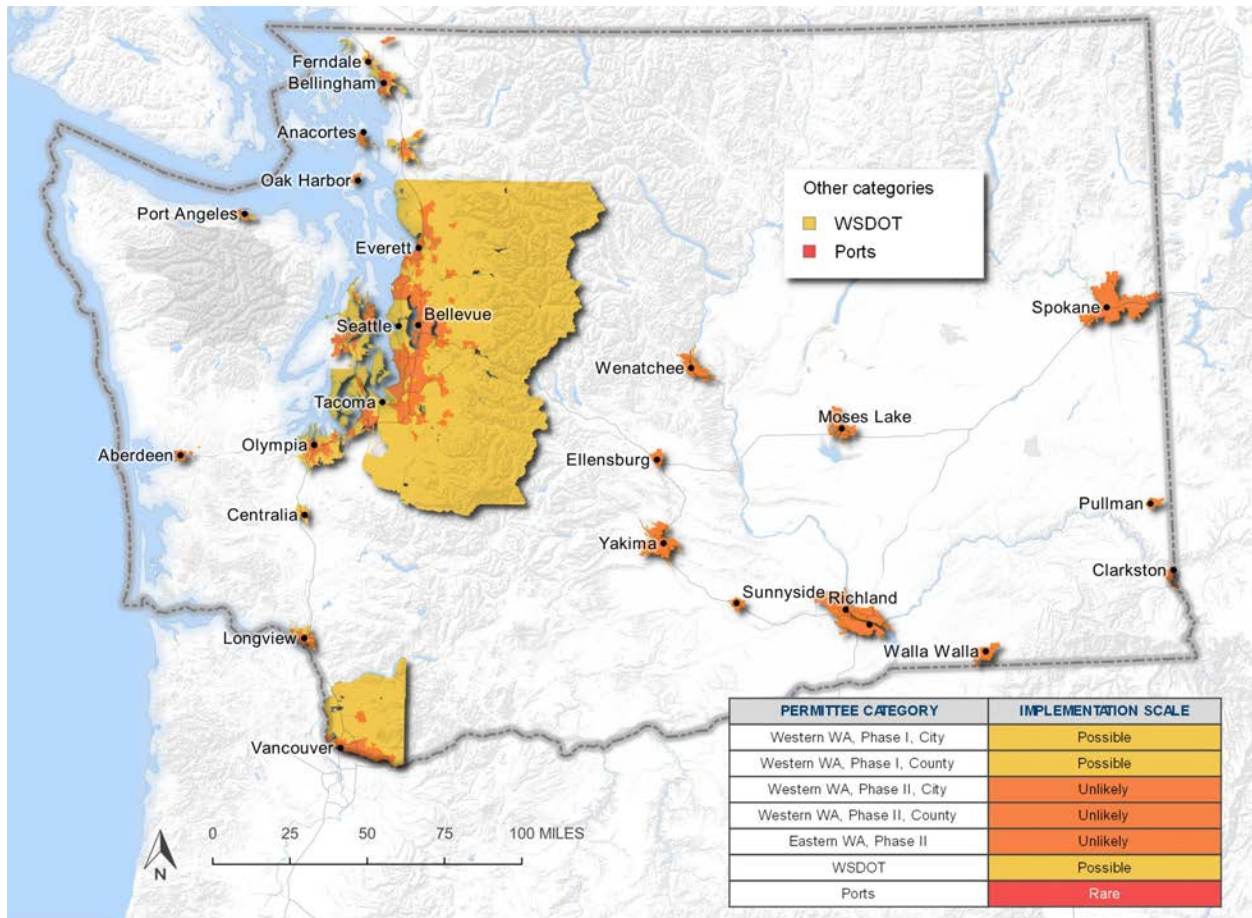 Ferndale
Bellingham
Anacortes
Oak Harbor
Port Angeles
Everett
Seattle
Bellevue
Tacoma
Olympia
Aberdeen
Centralia
Longview
Vancouver
Wenatchee
Moses Lake
Ellensburg
Yakima
Sunnyside
Richland
Walla Walla
Spokane
Pullman
Clarkston
Other categories
WSDOT
Ports
N
0 25 50 75 100 MILES
PERMITTEE CATEGORY IMPLEMENTATION SCALE
Western WA, Phase I, City Possible
Western WA, Phase I, County Possible
Western WA, Phase II, City Unlikely
Western WA, Phase II, County Unlikely
Eastern WA, Phase II Unlikely
WSDOT Possible
Ports Rare